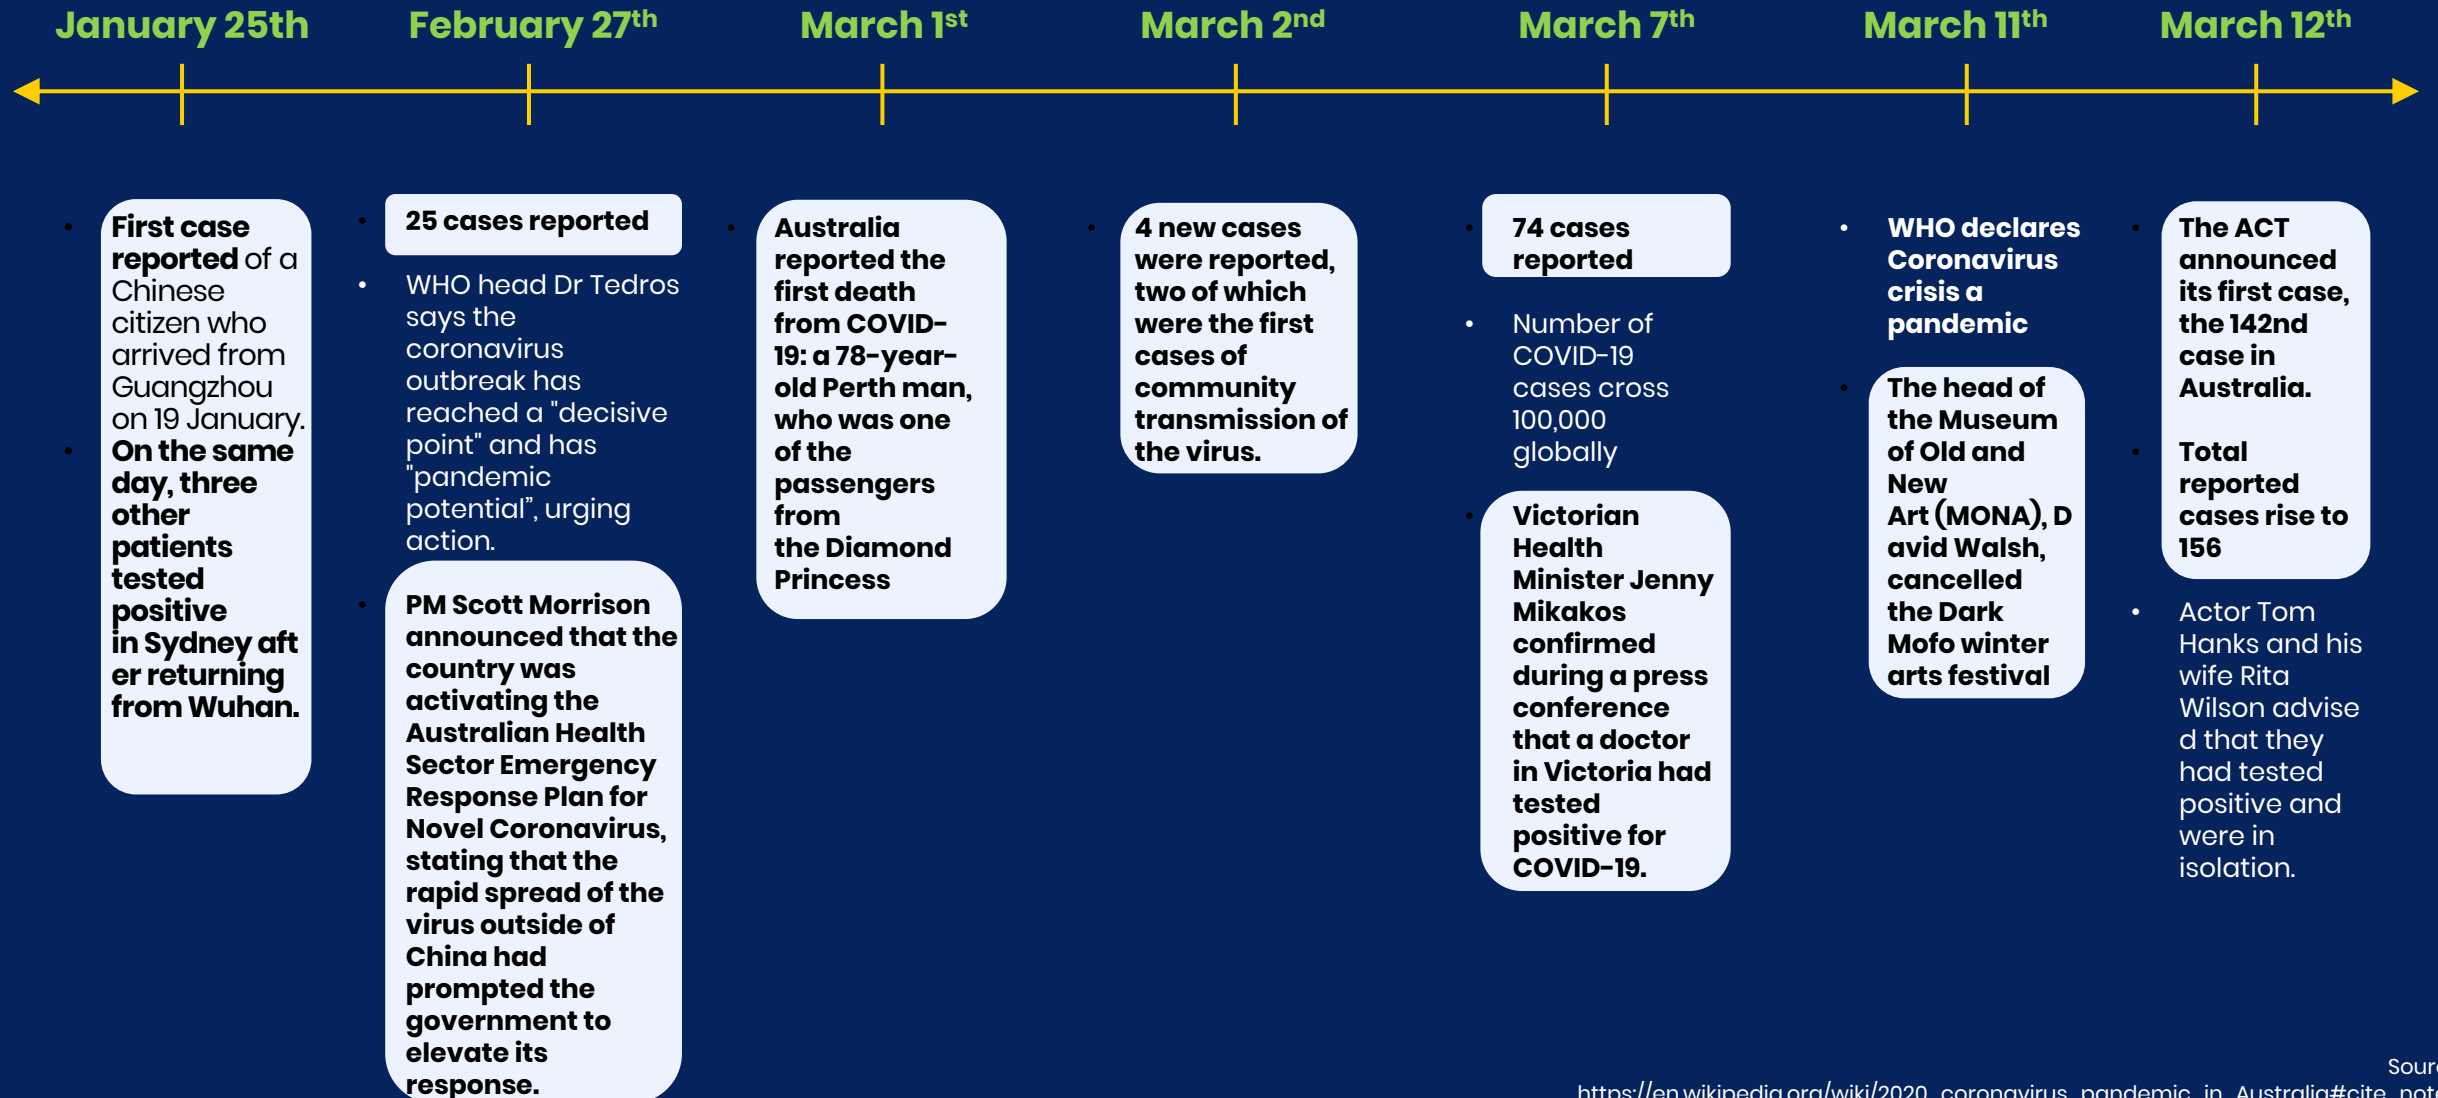 January 25th
February 27th
March 1st
March 2nd
March 7th
March 11th
March 12th
• First case
reported of a
Chinese
citizen who
arrived from
Guangzhou
on 19 January.
• On the same
day, three
other
patients
tested
positive
in Sydney aft
er returning
from Wuhan.
• 25 cases reported
• WHO head Dr Tedros
says the
coronavirus
outbreak has
reached a "decisive
point" and has
"pandemic
potential”, urging
action.
• PM Scott Morrison
announced that the
country was
activating the
Australian Health
Sector Emergency
Response Plan for
Novel Coronavirus,
stating that the
rapid spread of the
virus outside of
China had
prompted the
government to
elevate its
response.
• Australia
reported the
first death
from COVID-
19: a 78-year-
old Perth man,
who was one
of the
passengers
from
the Diamond
Princess
• 4 new cases
were reported,
two of which
were the first
cases of
community
transmission of
the virus.
• 74 cases
reported
• Number of
COVID-19
cases cross
100,000
globally
• Victorian
Health
Minister Jenny
Mikakos
confirmed
during a press
conference
that a doctor
in Victoria had
tested
positive for
COVID-19.
• WHO declares
Coronavirus
crisis a
pandemic
• The head of
the Museum
of Old and
New
Art (MONA), D
avid Walsh,
cancelled
the Dark
Mofo winter
arts festival
• The ACT
announced
its first case,
the 142nd
case in
Australia.
• Total
reported
cases rise to
156
• Actor Tom
Hanks and his
wife Rita
Wilson advise
d that they
had tested
positive and
were in
isolation.
Sour
https://en.wikipedia.org/wiki/2020_coronavirus_pandemic_in_Australia#cite_not